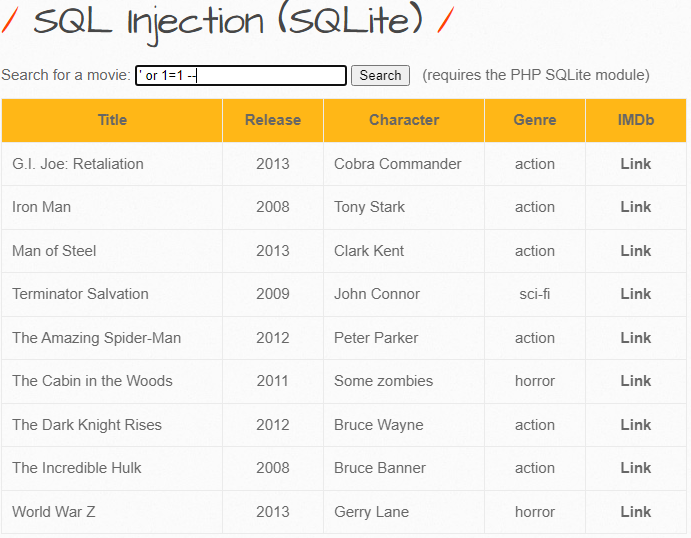 / SQL Injection (SQLite) /
Search for a movie: ' or 1=1 -- Search (requires the PHP SQLite module)
Title Release Character Genre IMDb
G.I. Joe: Retaliation 2013 Cobra Commander action Link
Iron Man 2008 Tony Stark action Link
Man of Steel 2013 Clark Kent action Link
Terminator Salvation 2009 John Connor sci-fi Link
The Amazing Spider-Man 2012 Peter Parker action Link
The Cabin in the Woods 2011 Some zombies horror Link
The Dark Knight Rises 2012 Bruce Wayne action Link
The Incredible Hulk 2008 Bruce Banner action Link
World War Z 2013 Gerry Lane horror Link